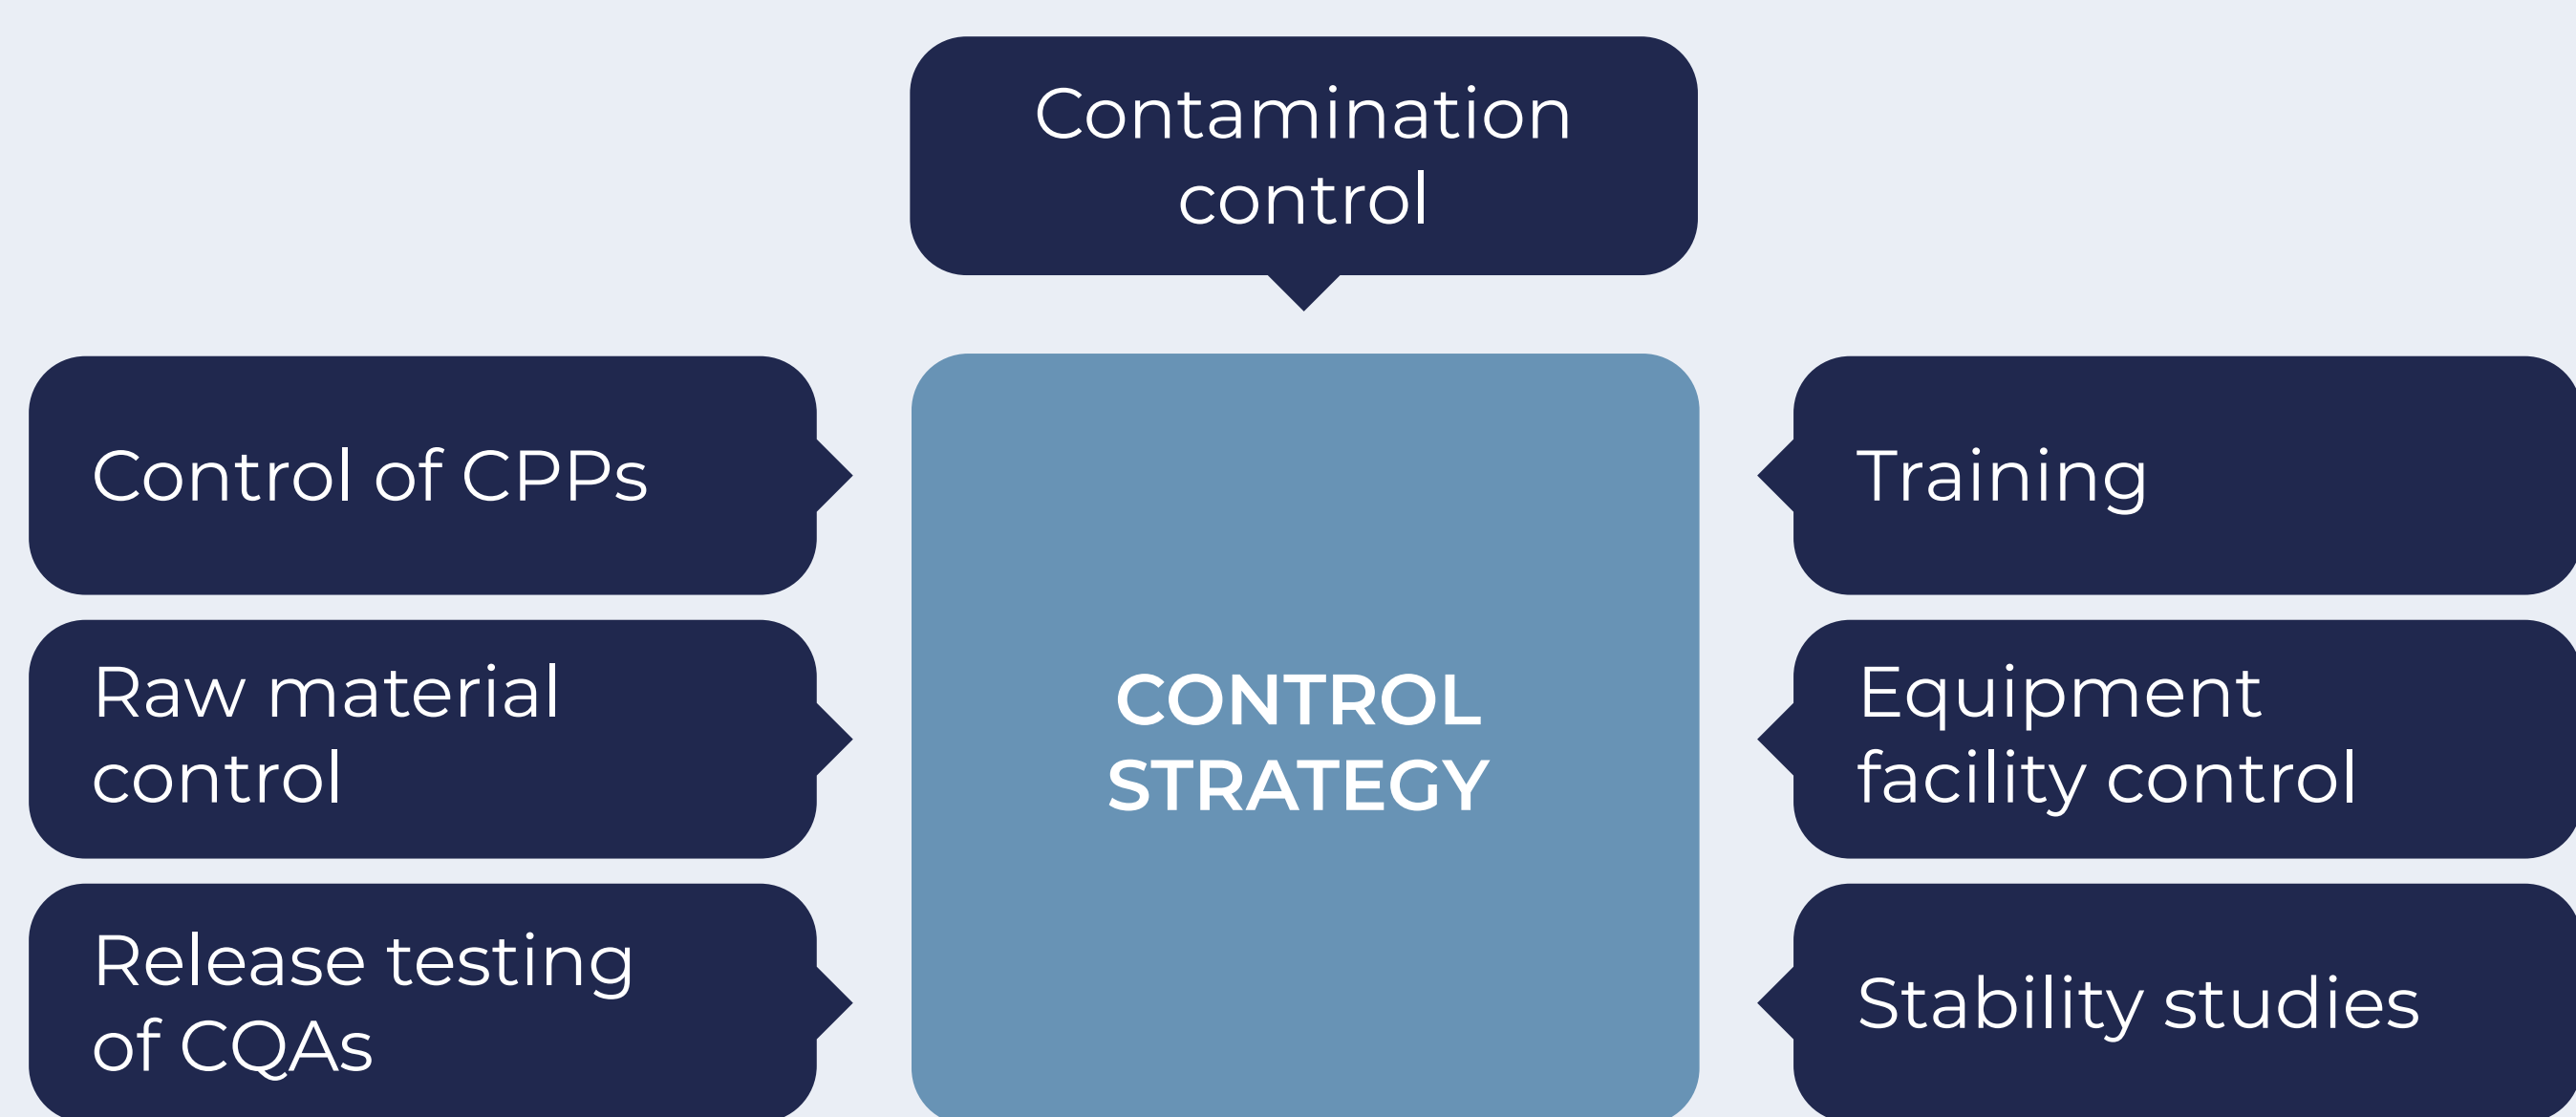 Contamination
control
Control of CPPs
Raw material
control
Release testing
of CQAs
CONTROL
STRATEGY
Training
Equipment
facility control
Stability studies